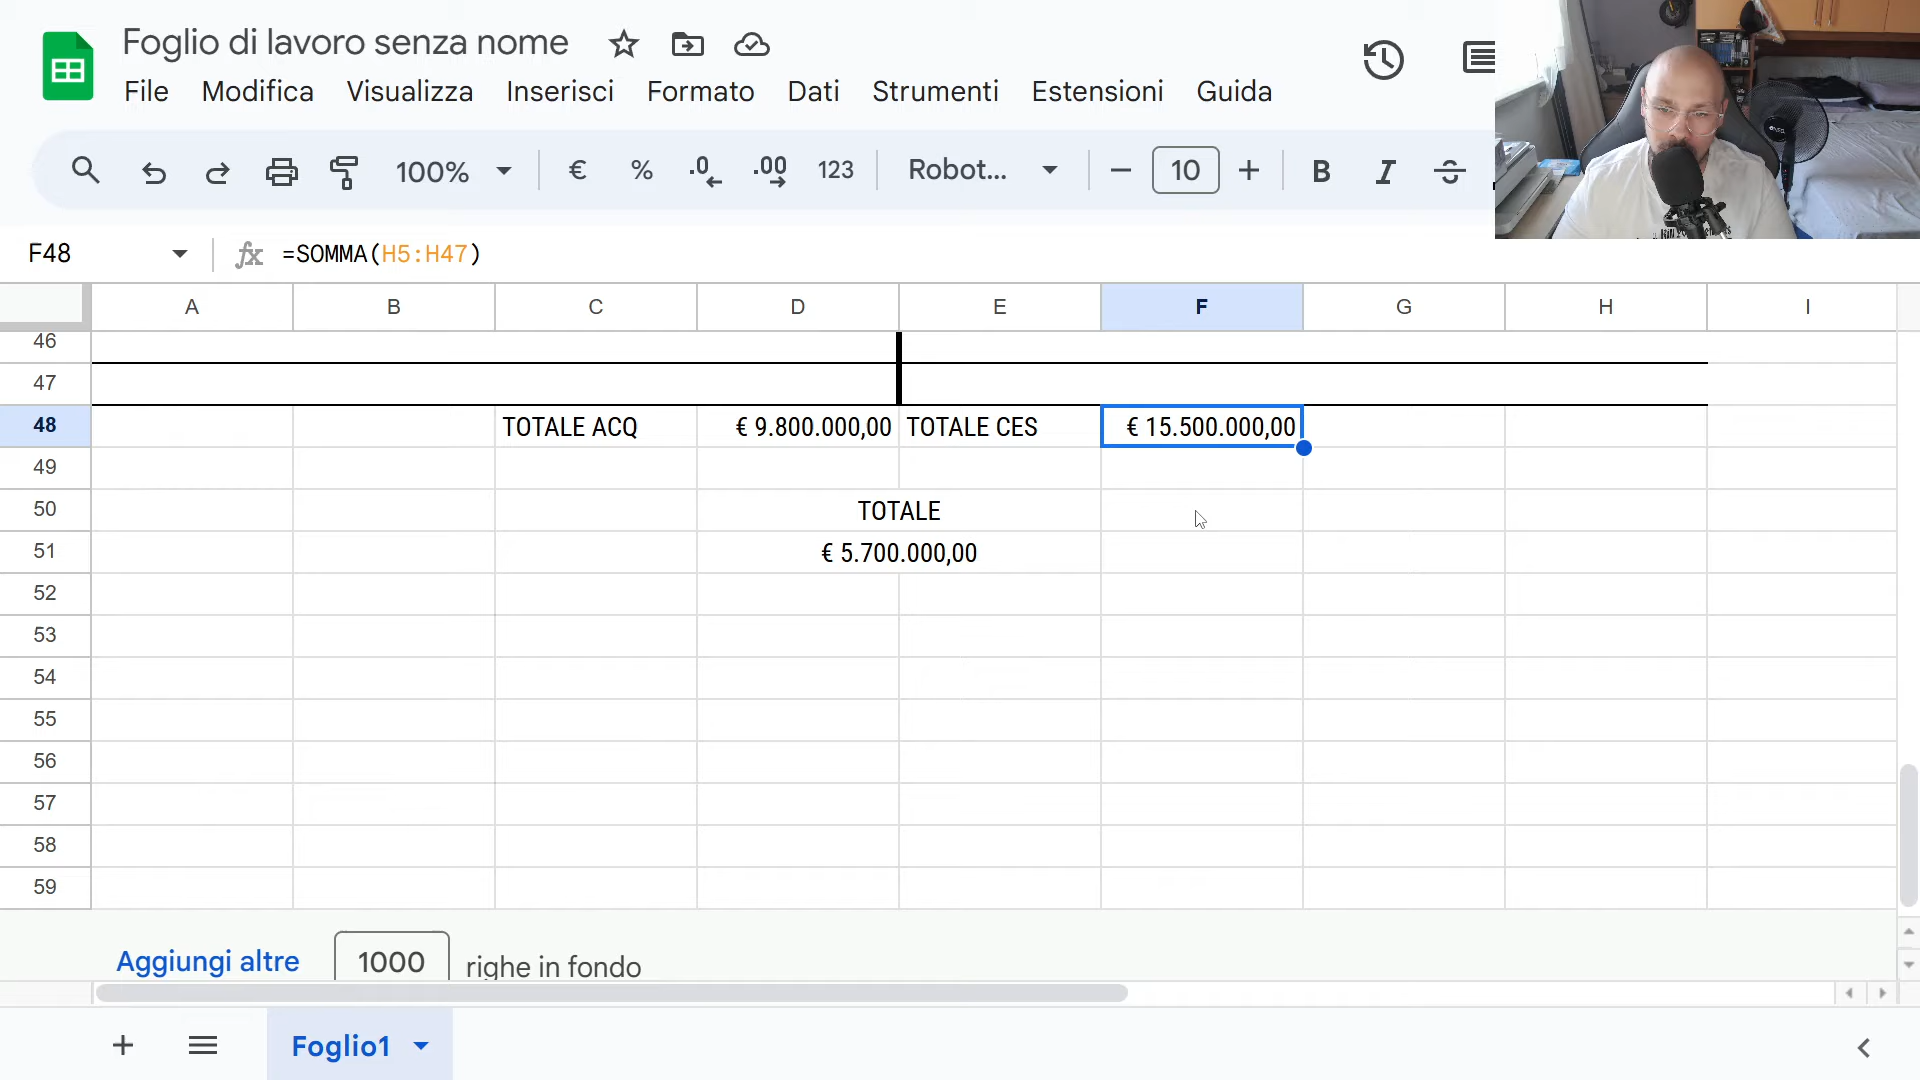 Foglio di lavoro senza nome
File Modifica Visualizza Inserisci Formato Dati Strumenti Estensioni Guida
100% € % .0 .00 123 Robot... 10 B I S
F48 fx =SOMMA(H5:H47)
A B C D E F G H I
46
47
48 TOTALE ACQ € 9.800.000,00 TOTALE CES € 15.500.000,00
49
50 TOTALE
51 € 5.700.000,00
52
53
54
55
56
57
58
59
Aggiungi altre 1000 righe in fondo
Foglio1